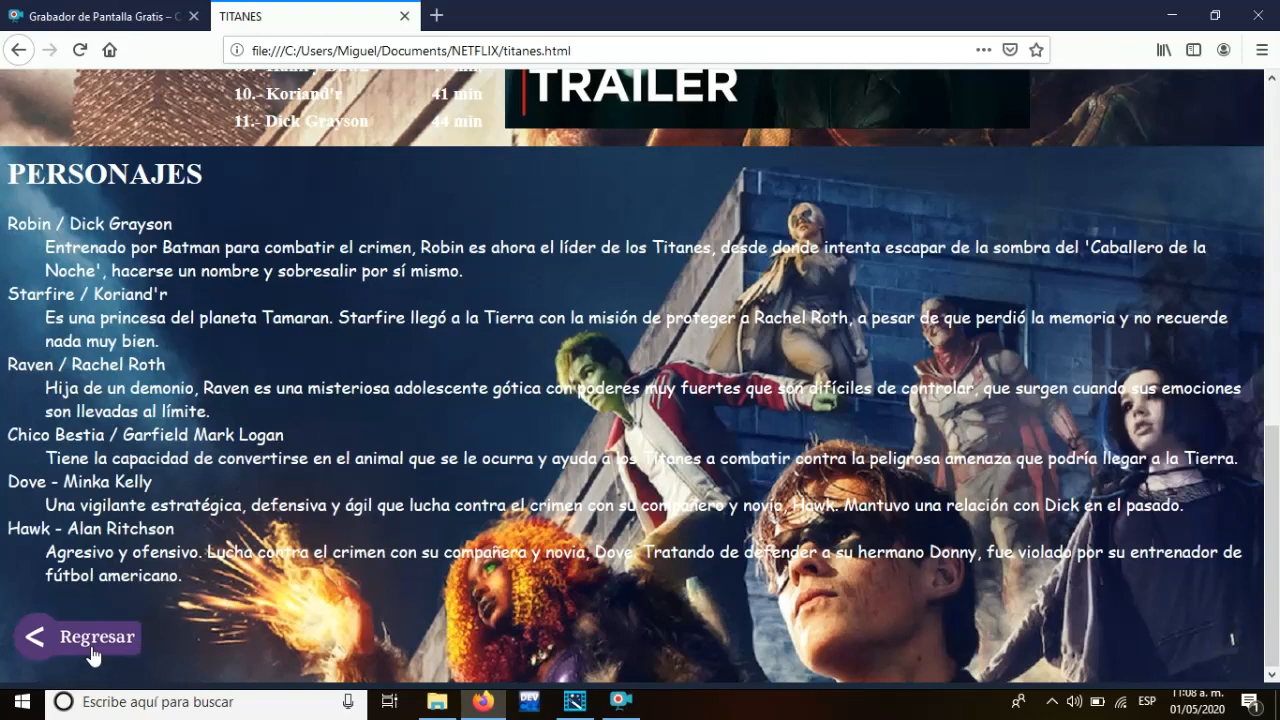 Grabador de Pantalla Gratis – C
TITANES
file:///C:/Users/Miguel/Documents/NETFLIX/titanes.html
10.- Koriand'r 41 min
11.- Dick Grayson 44 min
TRAILER
PERSONAJES
Robin / Dick Grayson
Entrenado por Batman para combatir el crimen, Robin es ahora el líder de los Titanes, desde donde intenta escapar de la sombra del 'Caballero de la
Noche', hacerse un nombre y sobresalir por sí mismo.
Starfire / Koriand'r
Es una princesa del planeta Tamaran. Starfire llegó a la Tierra con la misión de proteger a Rachel Roth, a pesar de que perdió la memoria y no recuerde
nada muy bien.
Raven / Rachel Roth
Hija de un demonio, Raven es una misteriosa adolescente gótica con poderes muy fuertes que son difíciles de controlar, que surgen cuando sus emociones
son llevadas al límite.
Chico Bestia / Garfield Mark Logan
Tiene la capacidad de convertirse en el animal que se le ocurra y ayuda a los Titanes a combatir contra la peligrosa amenaza que podría llegar a la Tierra.
Dove - Minka Kelly
Una vigilante estratégica, defensiva y ágil que lucha contra el crimen con su compañero y novio, Hawk. Mantuvo una relación con Dick en el pasado.
Hawk - Alan Ritchson
Agresivo y ofensivo. Lucha contra el crimen con su compañera y novia, Dove. Tratando de defender a su hermano Donny, fue violado por su entrenador de
fútbol americano.
< Regresar
Escribe aquí para buscar
DEV
ESP
11:08 a. m.
01/05/2020
1